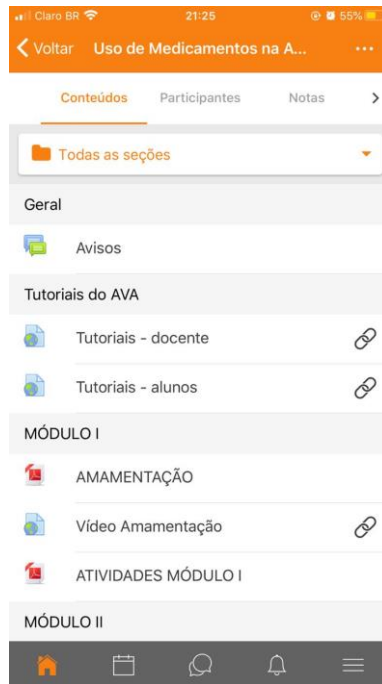 Claro BR 21:25 55%
Voltar Uso de Medicamentos na A...
Conteúdos Participantes Notas
Todas as seções
Geral
Avisos
Tutoriais do AVA
Tutoriais - docente
Tutoriais - alunos
MÓDULO I
AMAMENTAÇÃO
Vídeo Amamentação
ATIVIDADES MÓDULO I
MÓDULO II